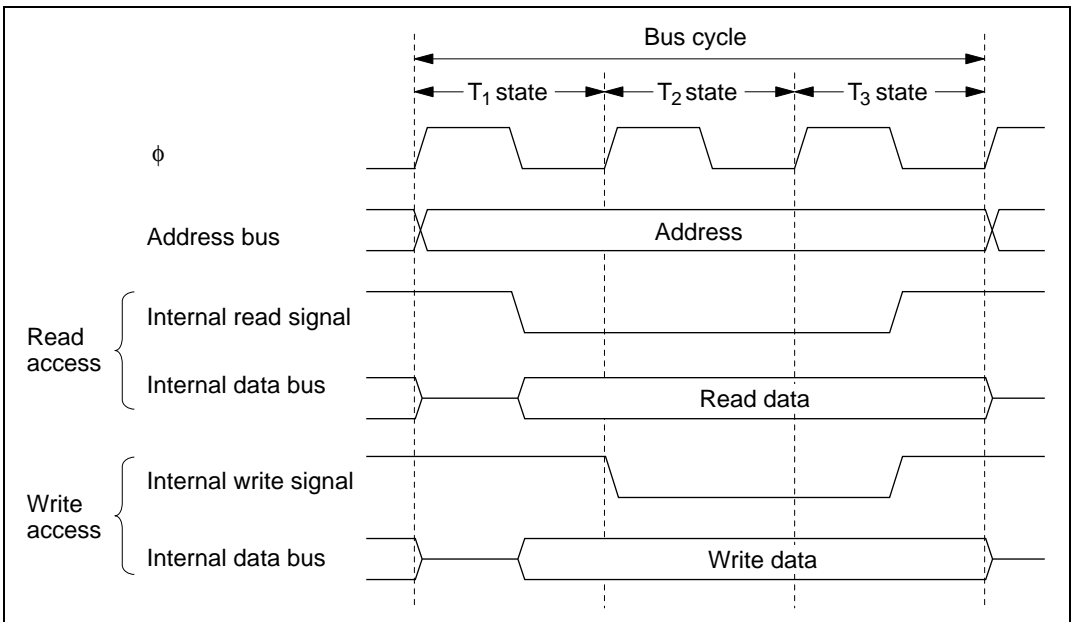 Bus cycle
T₁ state
T₂ state
T₃ state
ϕ
Address bus
Address
Read
access
Internal read signal
Internal data bus
Read data
Write
access
Internal write signal
Internal data bus
Write data